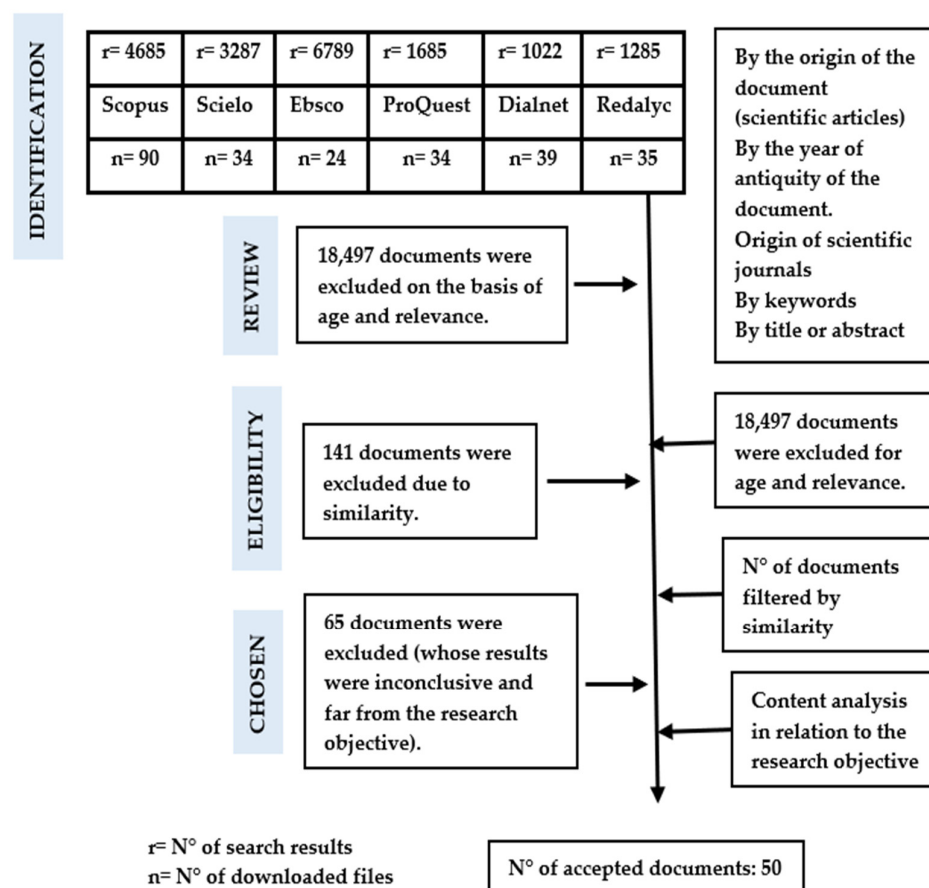 IDENTIFICATION
r= 4685 r= 3287 r= 6789 r= 1685 r= 1022 r= 1285
Scopus Scielo Ebsco ProQuest Dialnet Redalyc
n= 90 n= 34 n= 24 n= 34 n= 39 n= 35
By the origin of the
document
(scientific articles)
By the year of
antiquity of the
document.
Origin of scientific
journals
By keywords
By title or abstract
REVIEW
18,497 documents were
excluded on the basis of
age and relevance.
18,497 documents
were excluded for
age and relevance.
ELIGIBILITY
141 documents were
excluded due to
similarity.
N° of documents
filtered by
similarity
CHOSEN
65 documents were
excluded (whose results
were inconclusive and
far from the research
objective).
Content analysis
in relation to the
research objective
r= N° of search results
n= N° of downloaded files
N° of accepted documents: 50